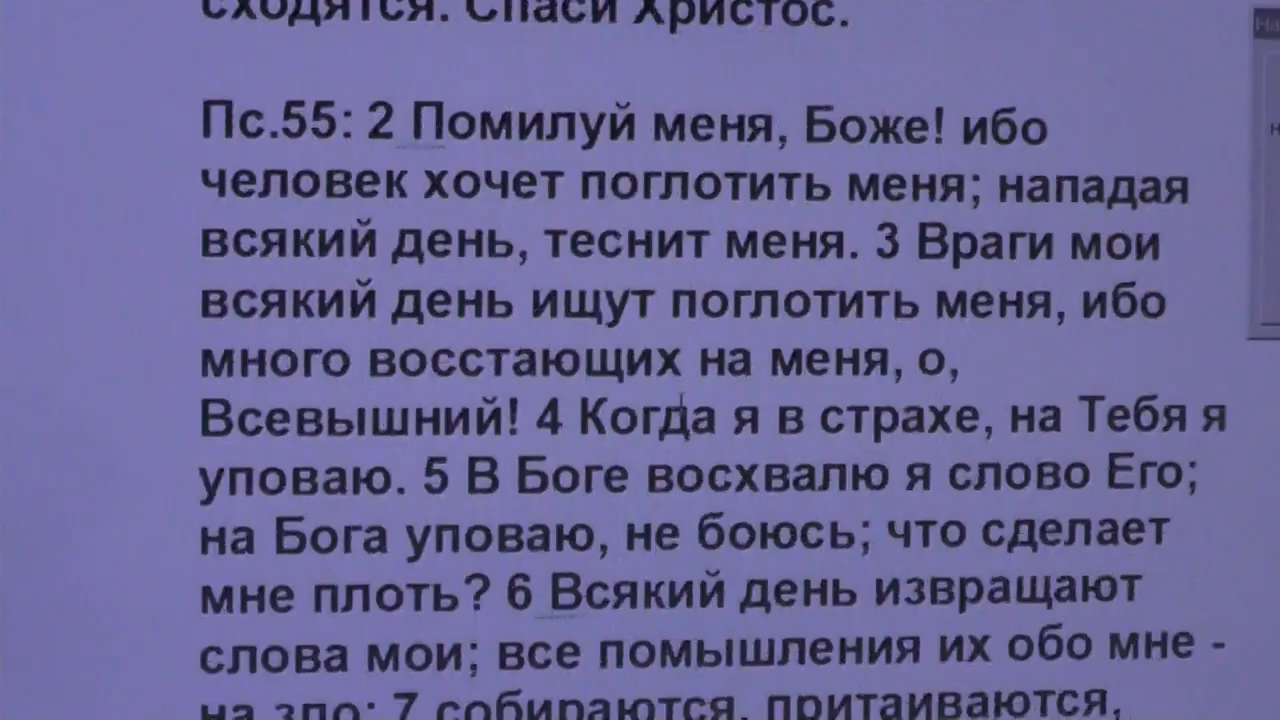 сходятся. Спаси Христос.
Пс.55: 2 Помилуй меня, Боже! ибо
человек хочет поглотить меня; нападая
всякий день, теснит меня. 3 Враги мои
всякий день ищут поглотить меня, ибо
много восстающих на меня, о,
Всевышний! 4 Когда я в страхе, на Тебя я
уповаю. 5 В Боге восхвалю я слово Его;
на Бога уповаю, не боюсь; что сделает
мне плоть? 6 Всякий день извращают
слова мои; все помышления их обо мне -
на зло: 7 собираются, притаиваются,